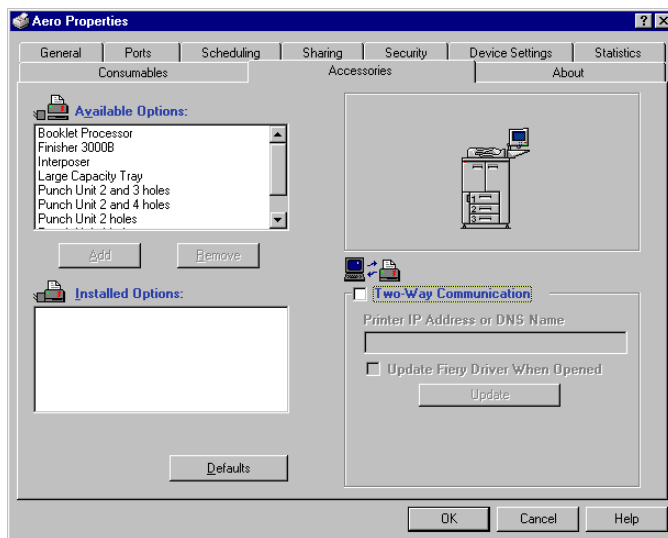 Aero Properties
General Ports Scheduling Sharing Security Device Settings Statistics
Consumables Accessories About
Available Options:
Booklet Processor
Finisher 3000B
Interposer
Large Capacity Tray
Punch Unit 2 and 3 holes
Punch Unit 2 and 4 holes
Punch Unit 2 holes
Add Remove
1
2
3
Installed Options:
Two-Way Communication
Printer IP Address or DNS Name
Update Fiery Driver When Opened
Update
Defaults
OK Cancel Help